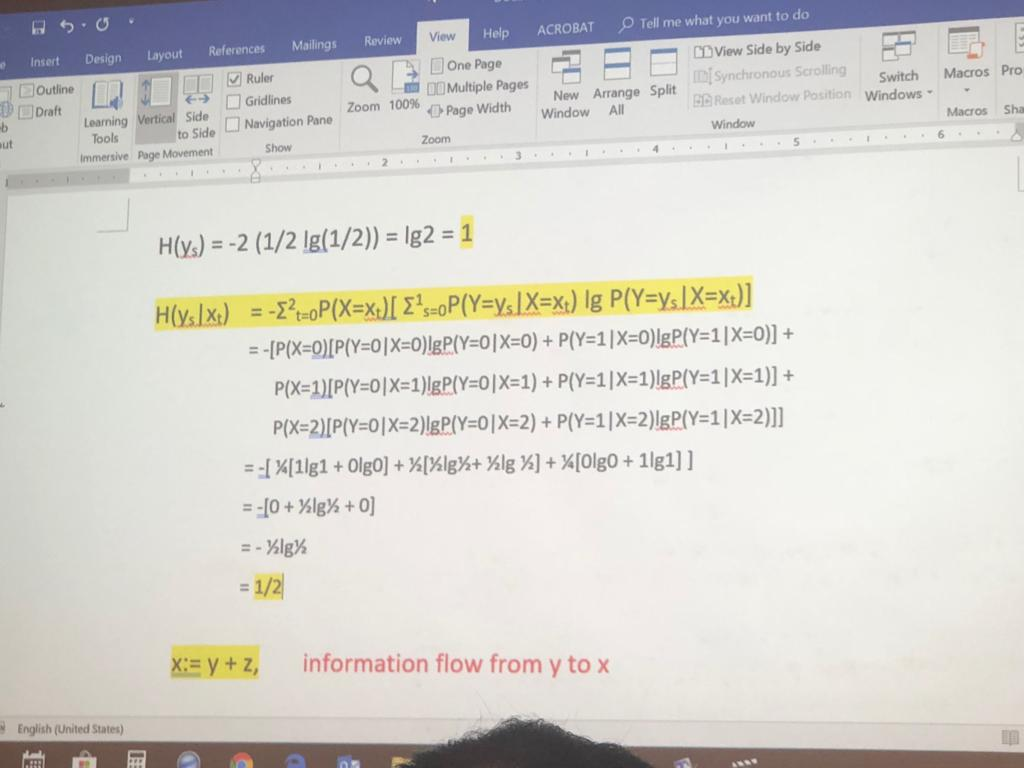 Insert Design Layout References Mailings Review View Help ACROBAT Tell me what you want to do
Outline
Draft
Learning Tools
Immersive
Vertical
Side to Side
Page Movement
Ruler
Gridlines
Navigation Pane
Show
Zoom
100%
One Page
Multiple Pages
Page Width
Zoom
New Window
Arrange All
Split
View Side by Side
Synchronous Scrolling
Reset Window Position
Window
Switch Windows
Macros
Macros
2 3 4 5 6
H(yₛ) = -2 (1/2 lg(1/2)) = lg2 = 1
H(yₛ|xₜ) = -Σ²ₜ₌₀P(X=xₜ)[ Σ¹ₛ₌₀P(Y=yₛ|X=xₜ) lg P(Y=yₛ|X=xₜ)]
= -[P(X=0)[P(Y=0|X=0)lgP(Y=0|X=0) + P(Y=1|X=0)lgP(Y=1|X=0)] +
P(X=1)[P(Y=0|X=1)lgP(Y=0|X=1) + P(Y=1|X=1)lgP(Y=1|X=1)] +
P(X=2)[P(Y=0|X=2)lgP(Y=0|X=2) + P(Y=1|X=2)lgP(Y=1|X=2)]]
= -[ ¼[1lg1 + 0lg0] + ½[½lg½+ ½lg ½] + ¼[0lg0 + 1lg1] ]
= -[0 + ½lg½ + 0]
= - ½lg½
= 1/2
x:= y + z, information flow from y to x
English (United States)